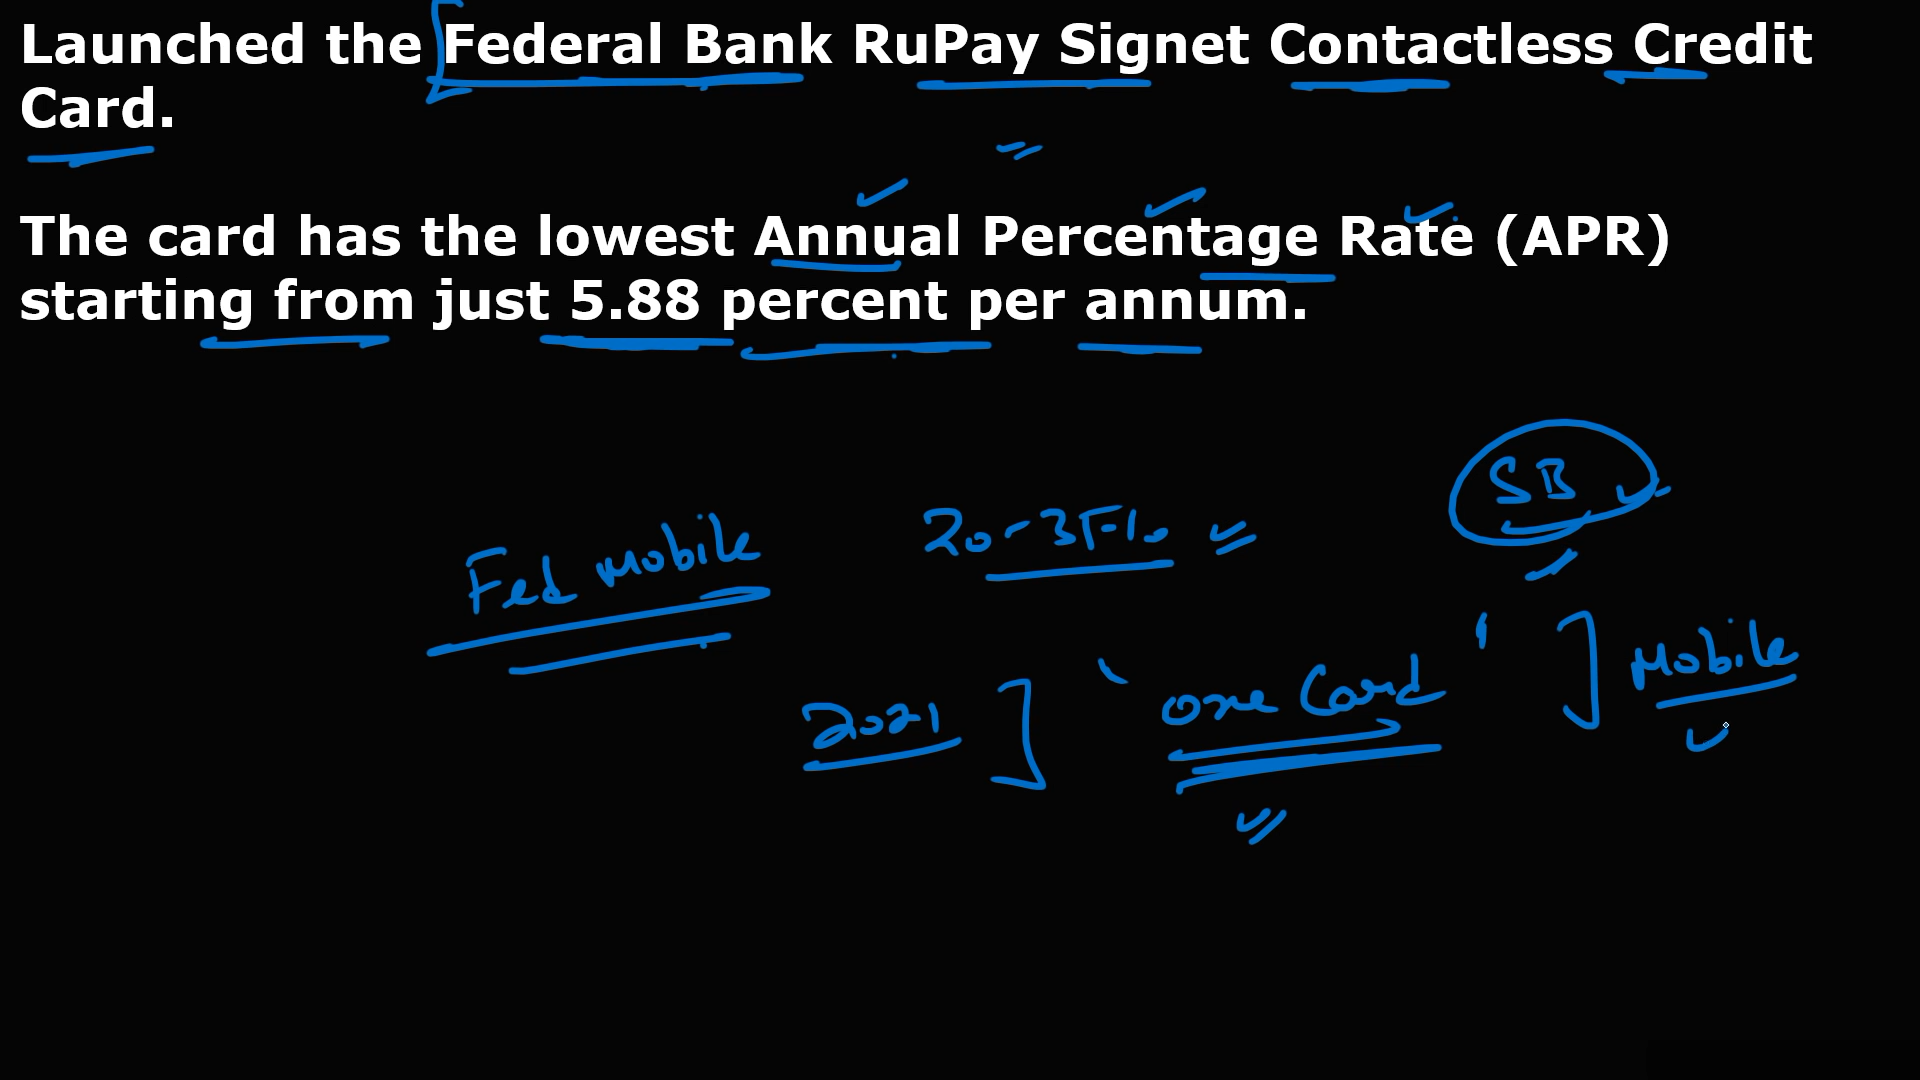 Launched the Federal Bank RuPay Signet Contactless Credit
Card.
The card has the lowest Annual Percentage Rate (APR)
starting from just 5.88 percent per annum.
SB
Fed mobile
2021
"one Card"
Mobile